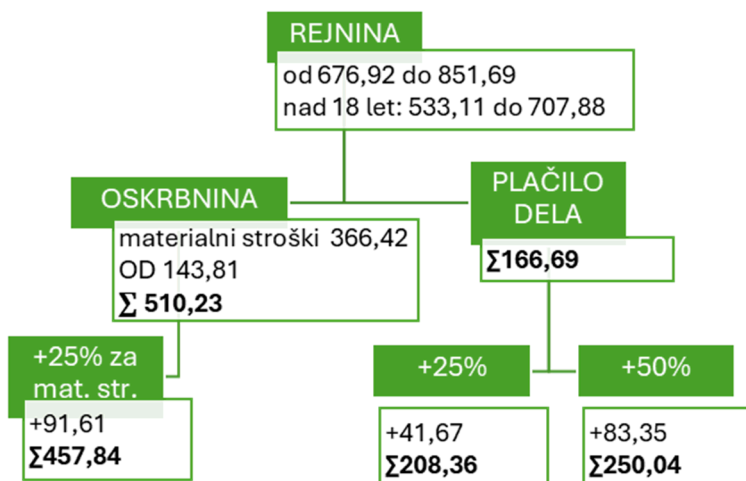 REJNINA
od 676,92 do 851,69
nad 18 let: 533,11 do 707,88
OSKRBNINA
materialni stroški 366,42
OD 143,81
∑ 510,23
PLAČILO
DELA
∑166,69
+25% za
mat. str.
+91,61
∑457,84
+25%
+41,67
∑208,36
+50%
+83,35
∑250,04